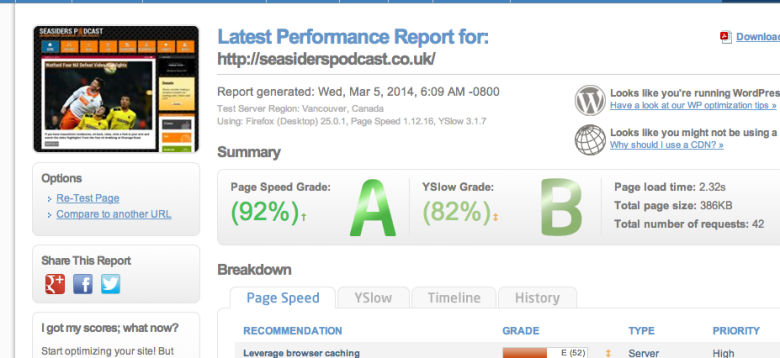 SEASIDERS PODCAST
Watford Four Nil Defeat Video Highlights
Latest Performance Report for:
http://seasiderspodcast.co.uk/
Download
Report generated: Wed, Mar 5, 2014, 6:09 AM -0800
Test Server Region: Vancouver, Canada
Using: Firefox (Desktop) 25.0.1, Page Speed 1.12.16, YSlow 3.1.7
Looks like you're running WordPres
Have a look at our WP optimization tips »
Looks like you might not be using a
Why should I use a CDN? »
Options
Re-Test Page
Compare to another URL
Share This Report
I got my scores; what now?
Start optimizing your site! But
Summary
Page Speed Grade:
(92%)↑
A
YSlow Grade:
(82%)↕
B
Page load time: 2.32s
Total page size: 386KB
Total number of requests: 42
Breakdown
Page Speed YSlow Timeline History
RECOMMENDATION GRADE TYPE PRIORITY
Leverage browser caching E (52) ↕ Server High